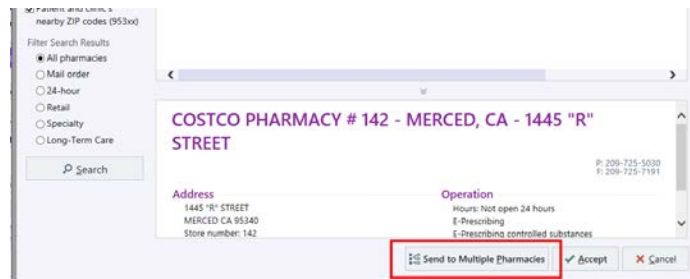 Patient and clinic's
nearby ZIP codes (953xx)
Filter Search Results
All pharmacies
Mail order
24-hour
Retail
Specialty
Long-Term Care
Search
COSTCO PHARMACY # 142 - MERCED, CA - 1445 "R"
STREET
P: 209-725-5030
F: 209-725-7191
Address
1445 "R" STREET
MERCED CA 95340
Store number: 142
Operation
Hours: Not open 24 hours
E-Prescribing
E-Prescribing controlled substances
Send to Multiple Pharmacies
Accept
Cancel